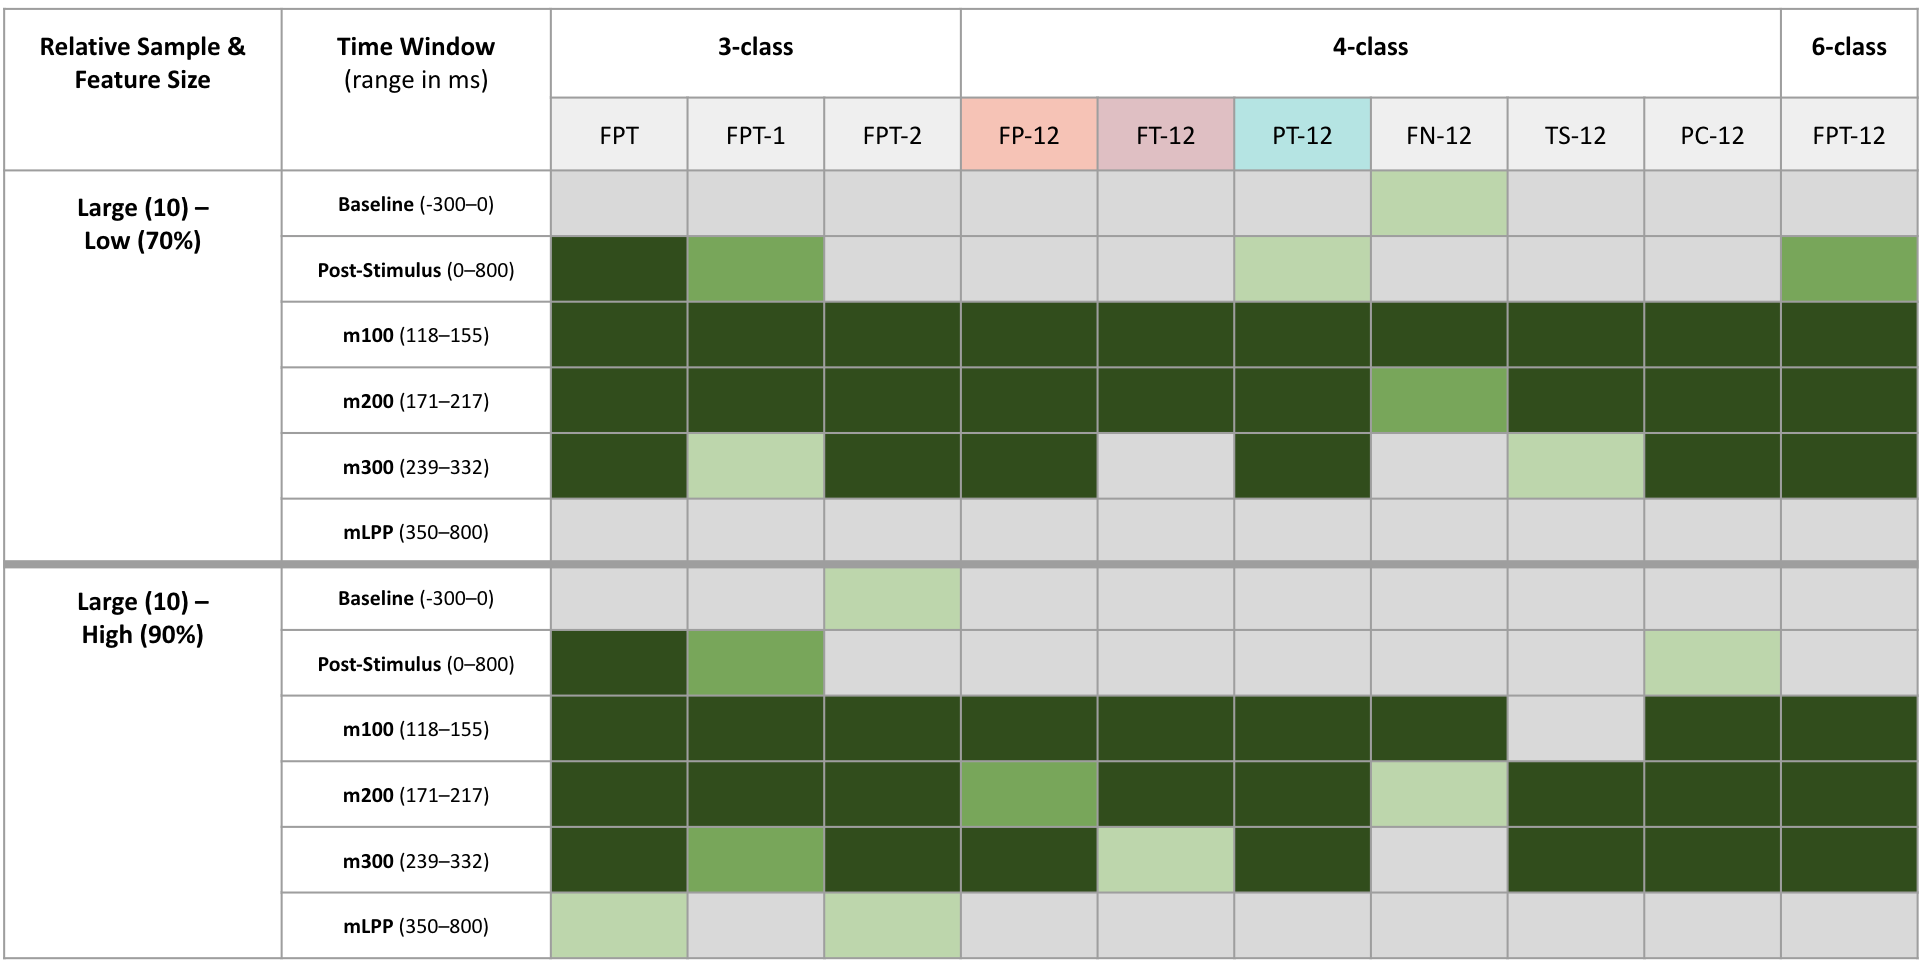 Relative Sample &
Feature Size
Time Window
(range in ms)
3-class
4-class
6-class
FPT
FPT-1
FPT-2
FP-12
FT-12
PT-12
FN-12
TS-12
PC-12
FPT-12
Large (10) –
Low (70%)
Baseline (-300–0)
Post-Stimulus (0–800)
m100 (118–155)
m200 (171–217)
m300 (239–332)
mLPP (350–800)
Large (10) –
High (90%)
Baseline (-300–0)
Post-Stimulus (0–800)
m100 (118–155)
m200 (171–217)
m300 (239–332)
mLPP (350–800)